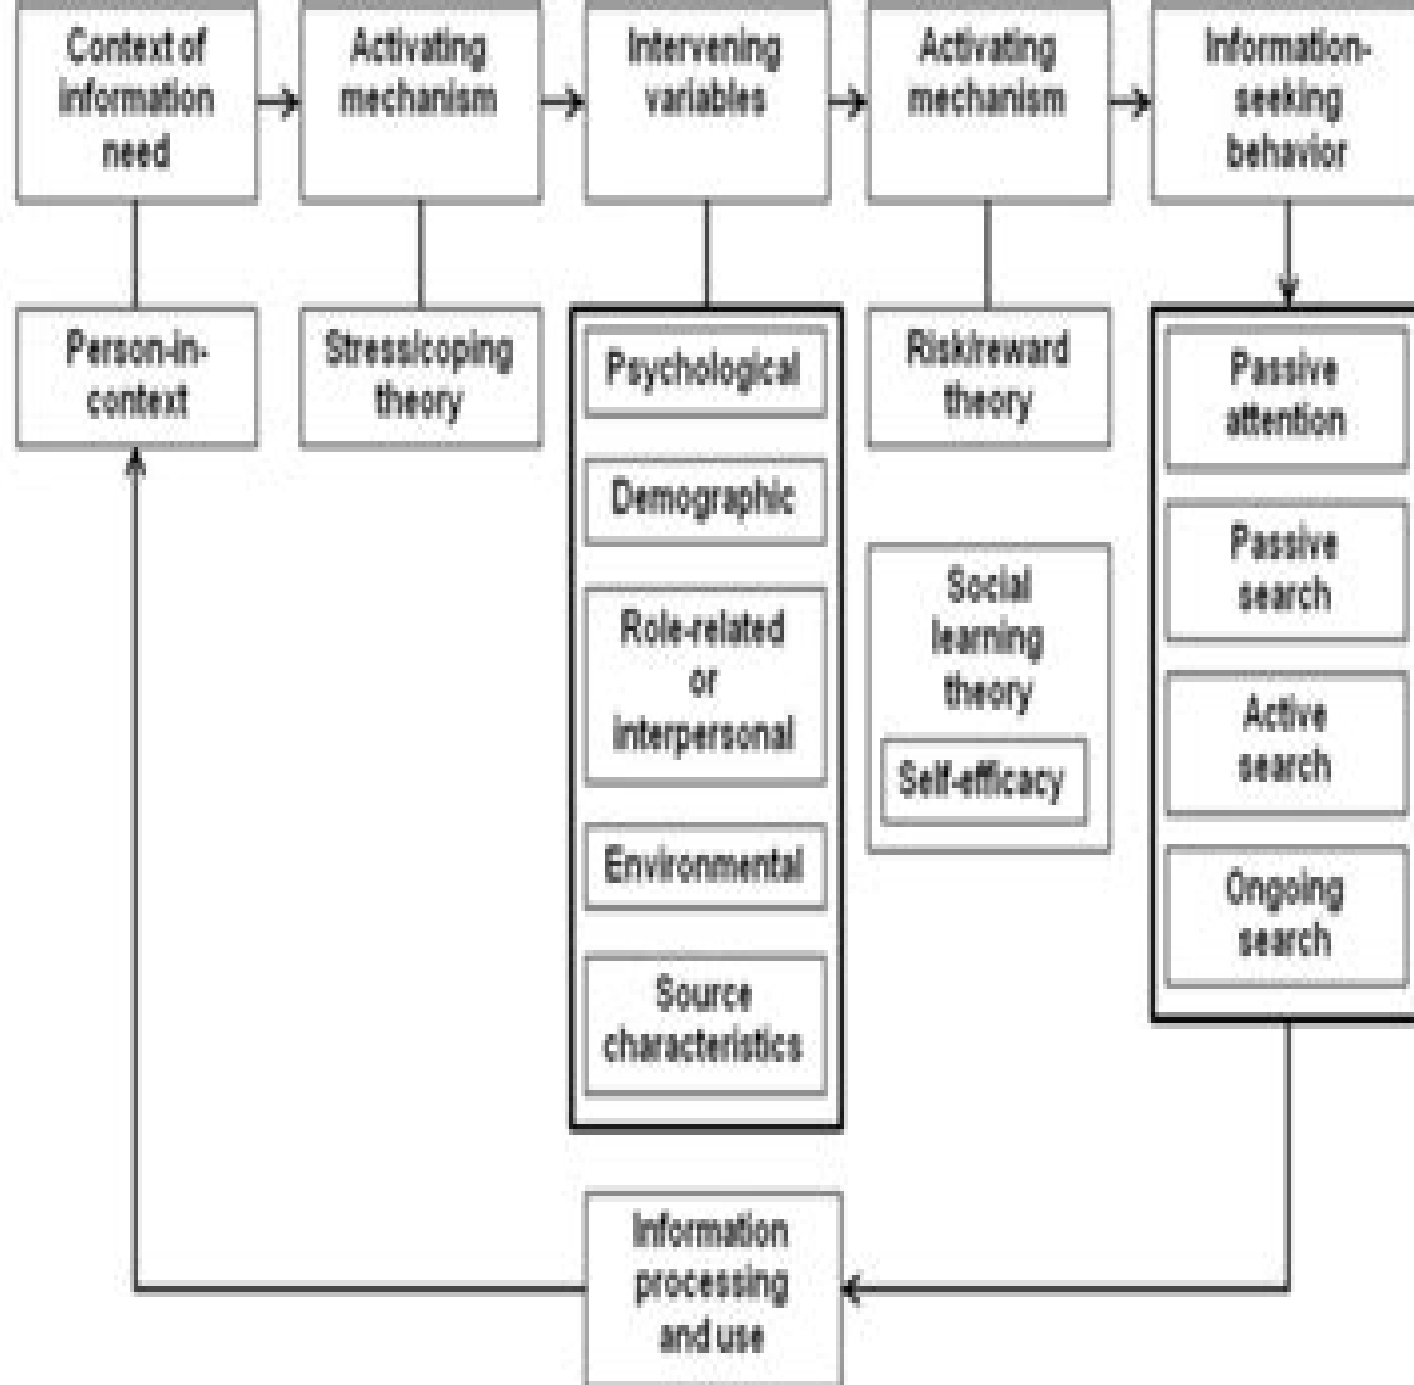 Context of
information
need
Activating
mechanism
Intervening
variables
Activating
mechanism
Information-
seeking
behavior
Person-in-
context
Stress/coping
theory
Psychological
Demographic
Role-related
or
interpersonal
Environmental
Source
characteristics
Risk/reward
theory
Social
learning
theory
Self-efficacy
Passive
attention
Passive
search
Active
search
Ongoing
search
Information
processing
and use